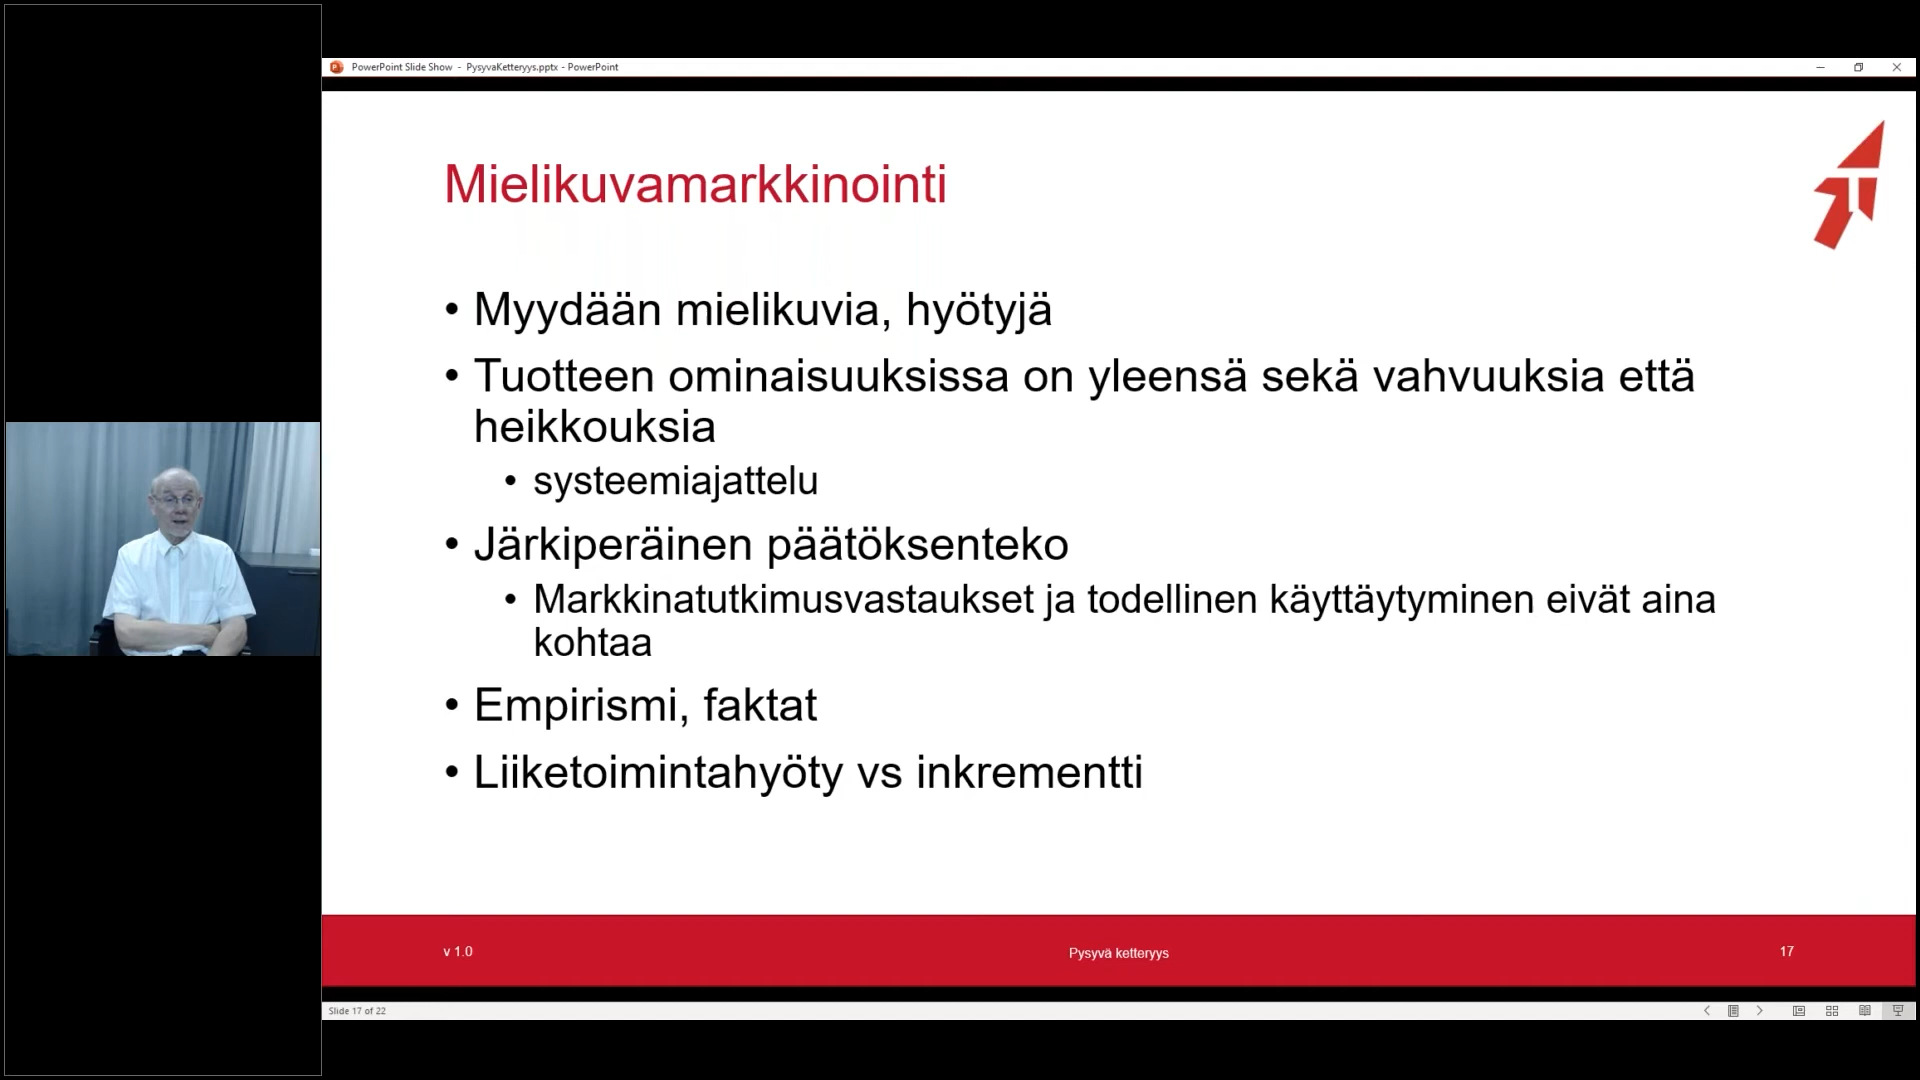 PowerPoint Slide Show - PysyvaKetteryys.pptx - PowerPoint
Mielikuvamarkkinointi
• Myydään mielikuvia, hyötyjä
• Tuotteen ominaisuuksissa on yleensä sekä vahvuuksia että
heikkouksia
• systeemiajattelu
• Järkiperäinen päätöksenteko
• Markkinatutkimusvastaukset ja todellinen käyttäytyminen eivät aina
kohtaa
• Empirismi, faktat
• Liiketoimintahyöty vs inkrementti
v 1.0
Pysyvä ketteryys
17
Slide 17 of 22